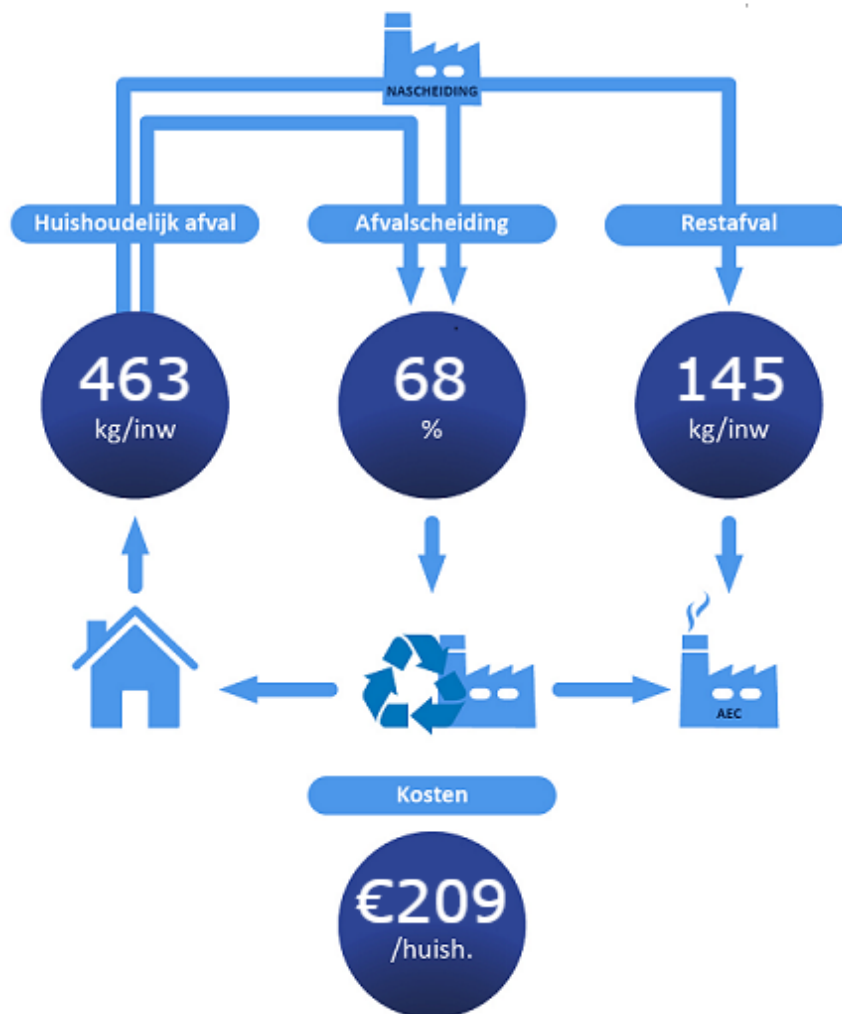 NASCHEIDING
Huishoudelijk afval
Afvalscheiding
Restafval
463
kg/inw
68
%
145
kg/inw
AEC
Kosten
€209
/huish.